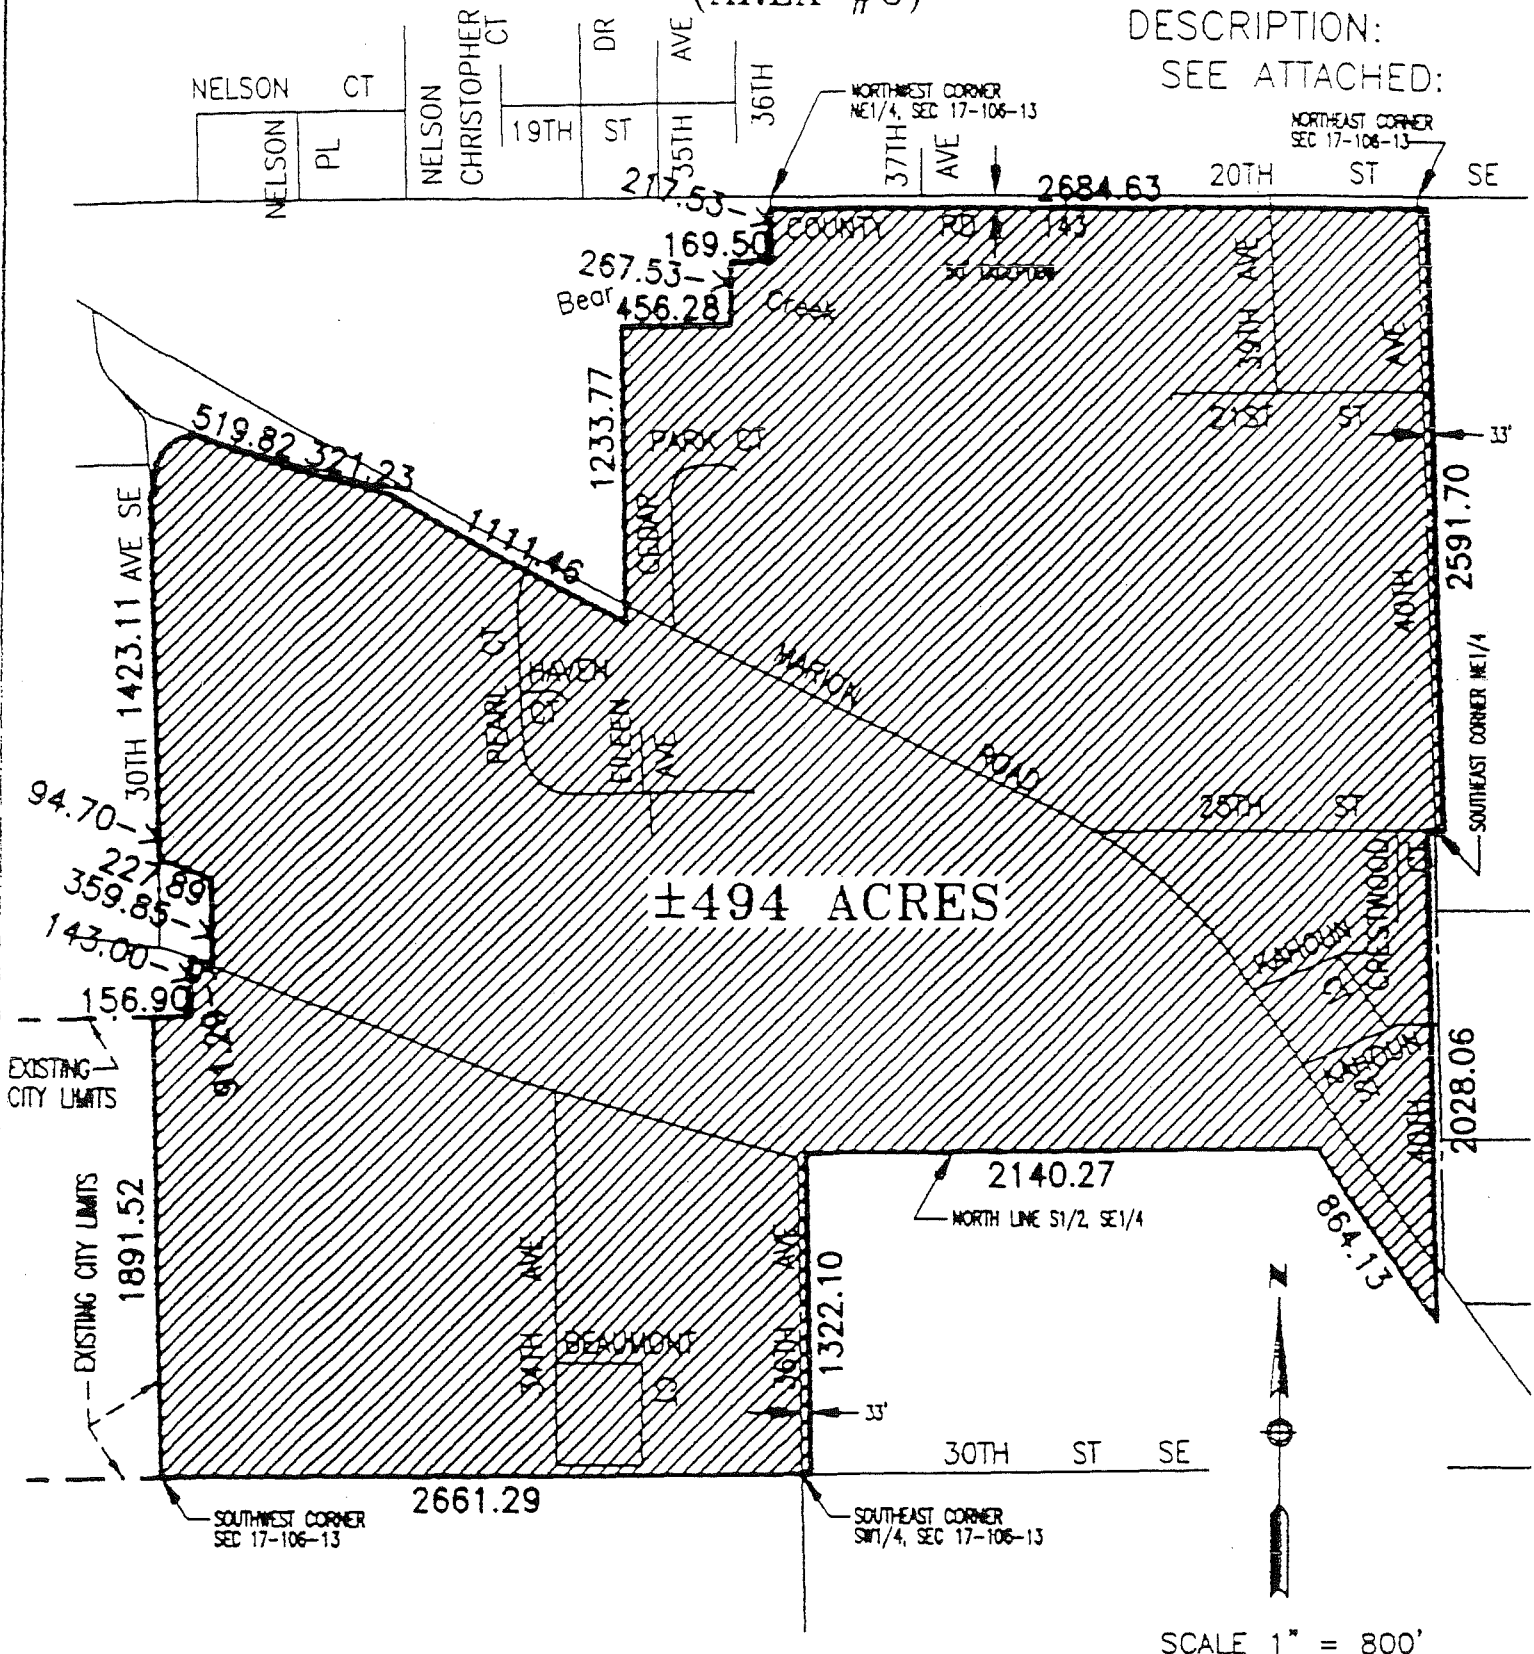 DESCRIPTION:
SEE ATTACHED:
NELSON CT
NELSON
PL
NELSON
CHRISTOPHER
CT
19TH ST
DR
35TH AVE
36TH
NORTHWEST CORNER
NE1/4, SEC 17-106-13
37TH AVE
NORTHEAST CORNER
SEC 17-106-13
20TH ST SE
217.53
2684.63
COUNTY RD 143
169.50
267.53
Bear Creek
456.28
39TH AVE
AVE
21ST ST
33'
519.82
321.23
1233.77
PARK CT
CEDAR
1111.46
2591.70
40TH
30TH 1423.11 AVE SE
PEARL CT
HAVEN
EILEEN
AVE
MARION
ROAD
25TH ST
SOUTHEAST CORNER NE1/4
94.70
227.89
359.85
143.00
156.90
±494 ACRES
KAHOUN
CRESTWOOD
CT
KAHOUN
40TH
2028.06
EXISTING
CITY LIMITS
EXISTING CITY LIMITS
1891.52
2140.27
NORTH LINE S1/2, SE1/4
864.13
34TH AVE
BEAUMONT
36TH AVE
1322.10
33'
N
30TH ST SE
2661.29
SOUTHWEST CORNER
SEC 17-106-13
SOUTHEAST CORNER
SW1/4, SEC 17-106-13
SCALE 1" = 800'